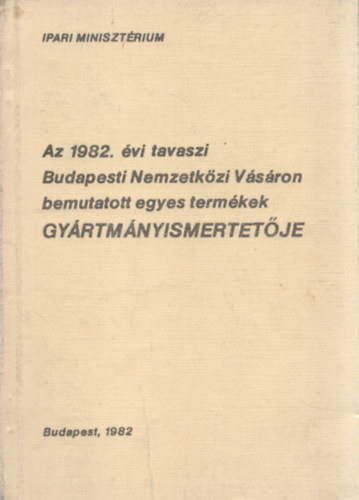 IPARI MINISZTÉRIUM
Az 1982. évi tavaszi
Budapesti Nemzetközi Vásáron
bemutatott egyes termékek
GYÁRTMÁNYISMERTETŐJE
Budapest, 1982